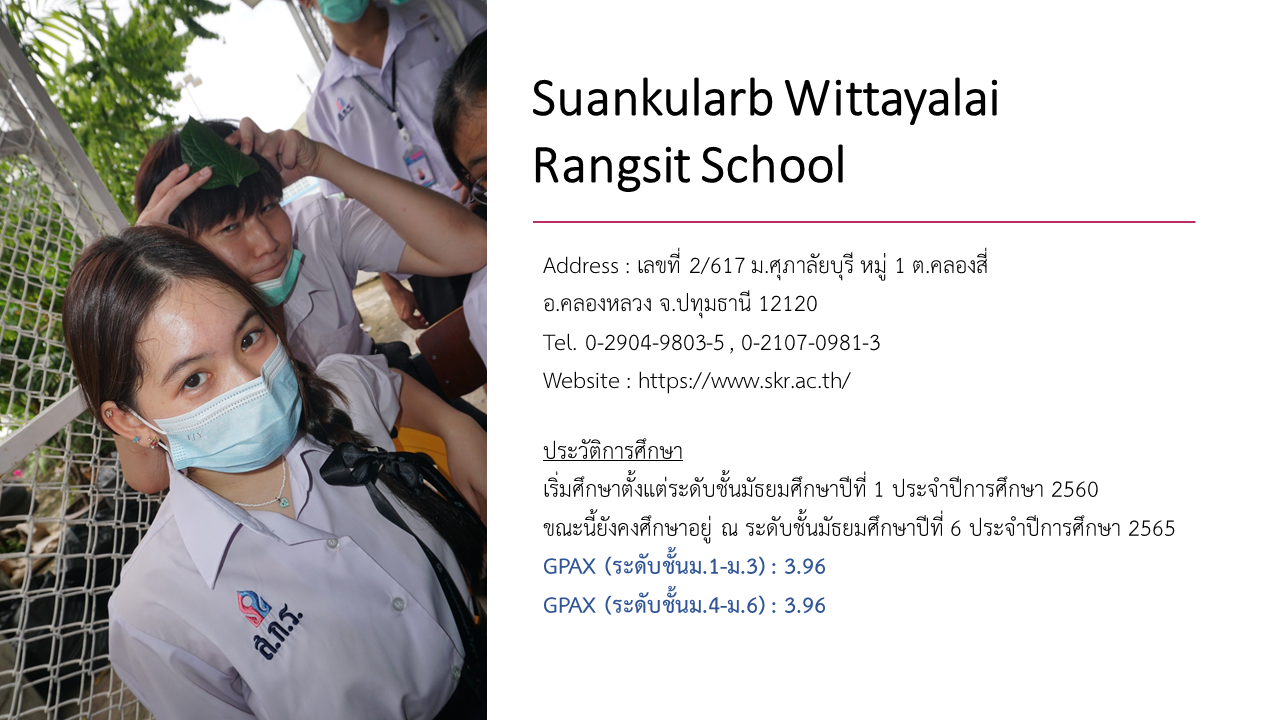 Suankularb Wittayalai
Rangsit School
Address : เลขที่ 2/617 ม.ศุภาลัยบุรี หมู่ 1 ต.คลองสี่
อ.คลองหลวง จ.ปทุมธานี 12120
Tel. 0-2904-9803-5 , 0-2107-0981-3
Website : https://www.skr.ac.th/
ประวัติการศึกษา
เริ่มศึกษาตั้งแต่ระดับชั้นมัธยมศึกษาปีที่ 1 ประจำปีการศึกษา 2560
ขณะนี้ยังคงศึกษาอยู่ ณ ระดับชั้นมัธยมศึกษาปีที่ 6 ประจำปีการศึกษา 2565
GPAX (ระดับชั้นม.1-ม.3) : 3.96
GPAX (ระดับชั้นม.4-ม.6) : 3.96
ส.ก.ร.